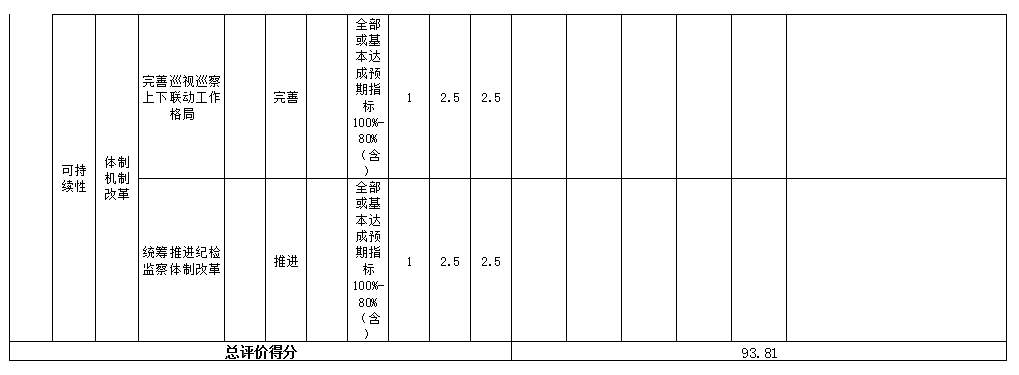 可持
续性
体制
机制
改革
完善巡视巡察
上下联动工作
格局
完善
全部
或基
本达
成预
期指
标
100%-
80%
（含
）
1
2.5
2.5
统筹推进纪检
监察体制改革
推进
全部
或基
本达
成预
期指
标
100%-
80%
（含
）
1
2.5
2.5
总评价得分
93.81